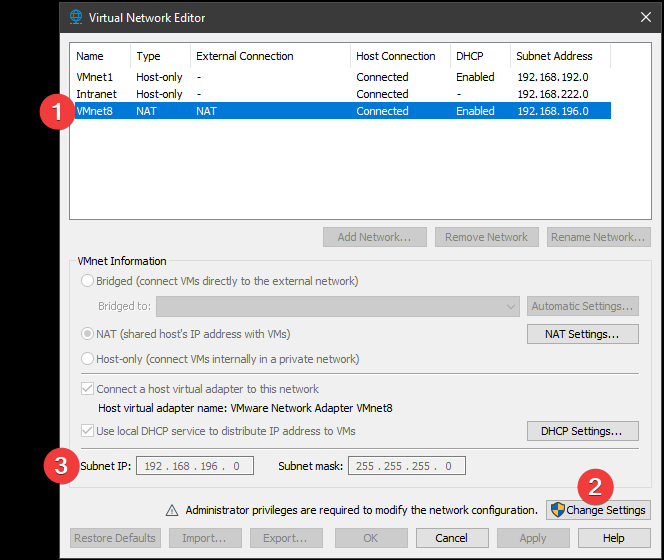 Virtual Network Editor
Name Type External Connection Host Connection DHCP Subnet Address
VMnet1 Host-only - Connected Enabled 192.168.192.0
Intranet Host-only - Connected - 192.168.222.0
1 VMnet8 NAT NAT Connected Enabled 192.168.196.0
Add Network... Remove Network Rename Network...
VMnet Information
Bridged (connect VMs directly to the external network)
Bridged to: Automatic Settings...
NAT (shared host's IP address with VMs) NAT Settings...
Host-only (connect VMs internally in a private network)
Connect a host virtual adapter to this network
Host virtual adapter name: VMware Network Adapter VMnet8
Use local DHCP service to distribute IP address to VMs DHCP Settings...
3 Subnet IP: 192 . 168 . 196 . 0 Subnet mask: 255 . 255 . 255 . 0
2
Administrator privileges are required to modify the network configuration. Change Settings
Restore Defaults Import... Export... OK Cancel Apply Help